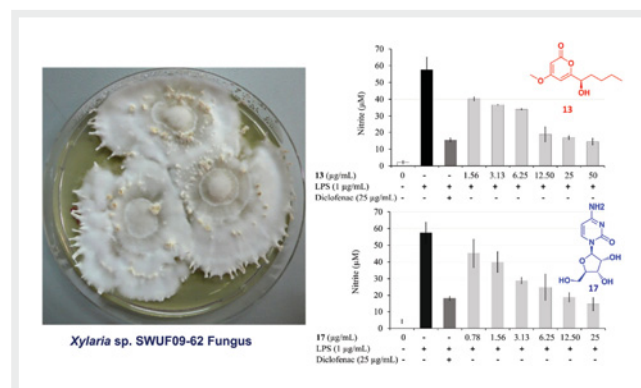 Xylaria sp. SWUF09-62 Fungus
Nitrite (µM)
70
60
50
40
30
20
10
0
O
O
O
OH
13
13 (µg/mL) 0 - - 1.56 3.13 6.25 12.50 25 50
LPS (1 µg/mL) - + + + + + + + +
Diclofenac (25 µg/mL) - - + - - - - - -
Nitrite (µM)
70
60
50
40
30
20
10
0
NH2
N
N
O
O
OH
HO
OH
17
17 (µg/mL) 0 - - 0.78 1.56 3.13 6.25 12.50 25
LPS (1 µg/mL) - + + + + + + + +
Diclofenac (25 µg/mL) - - + - - - - - -